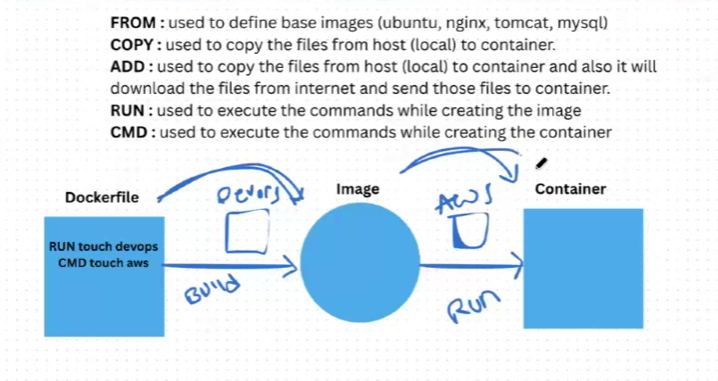 FROM : used to define base images (ubuntu, nginx, tomcat, mysql)
COPY : used to copy the files from host (local) to container.
ADD : used to copy the files from host (local) to container and also it will
download the files from internet and send those files to container.
RUN : used to execute the commands while creating the image
CMD : used to execute the commands while creating the container
Dockerfile
Devops
Image
AWS
Container
RUN touch devops
CMD touch aws
Build
Run